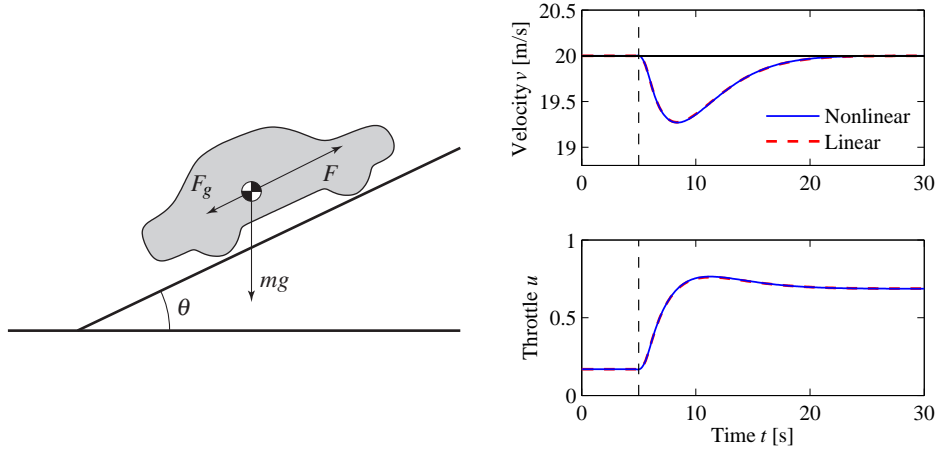 F_g
F
mg
θ
20.5
20
19.5
19
Velocity v [m/s]
Nonlinear
Linear
1
0.5
0
Throttle u
0 10 20 30
0 10 20 30
Time t [s]